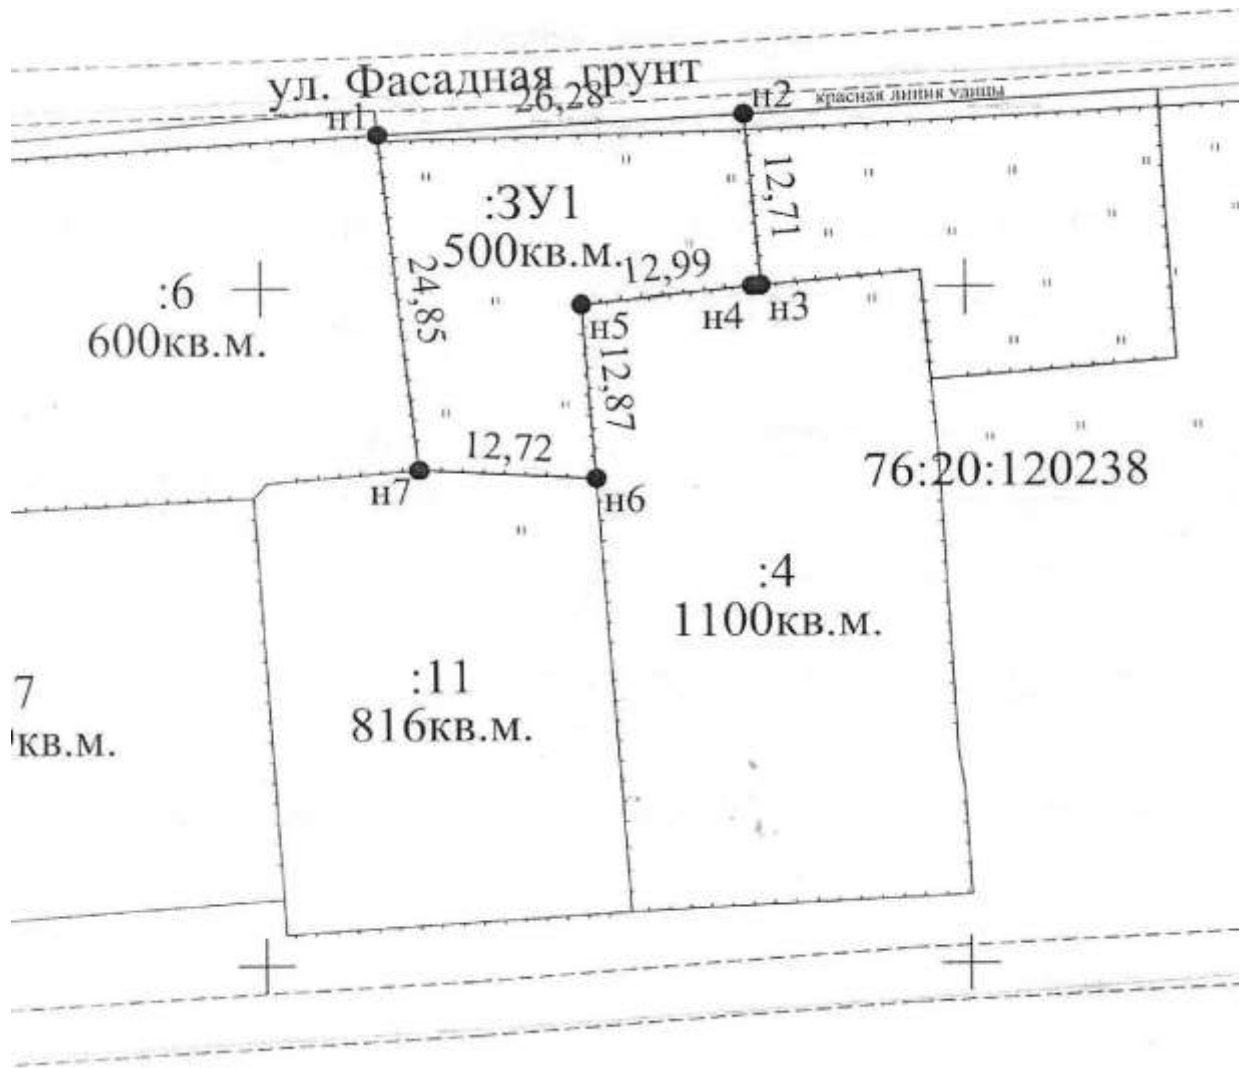 ул. Фасадная грунт
26,28
н1
н2
красная линия улицы
:ЗУ1
500кв.м.
12,71
24,85
12,99
:6
600кв.м.
н5
н4
н3
12,87
12,72
н7
н6
76:20:120238
:4
1100кв.м.
:11
816кв.м.
7
кв.м.